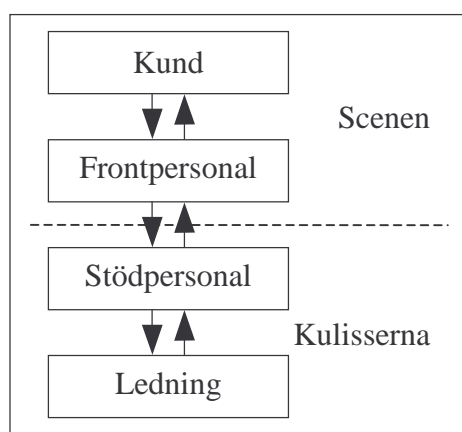 Kund
Scenen
Frontpersonal
Stödpersonal
Kulisserna
Ledning